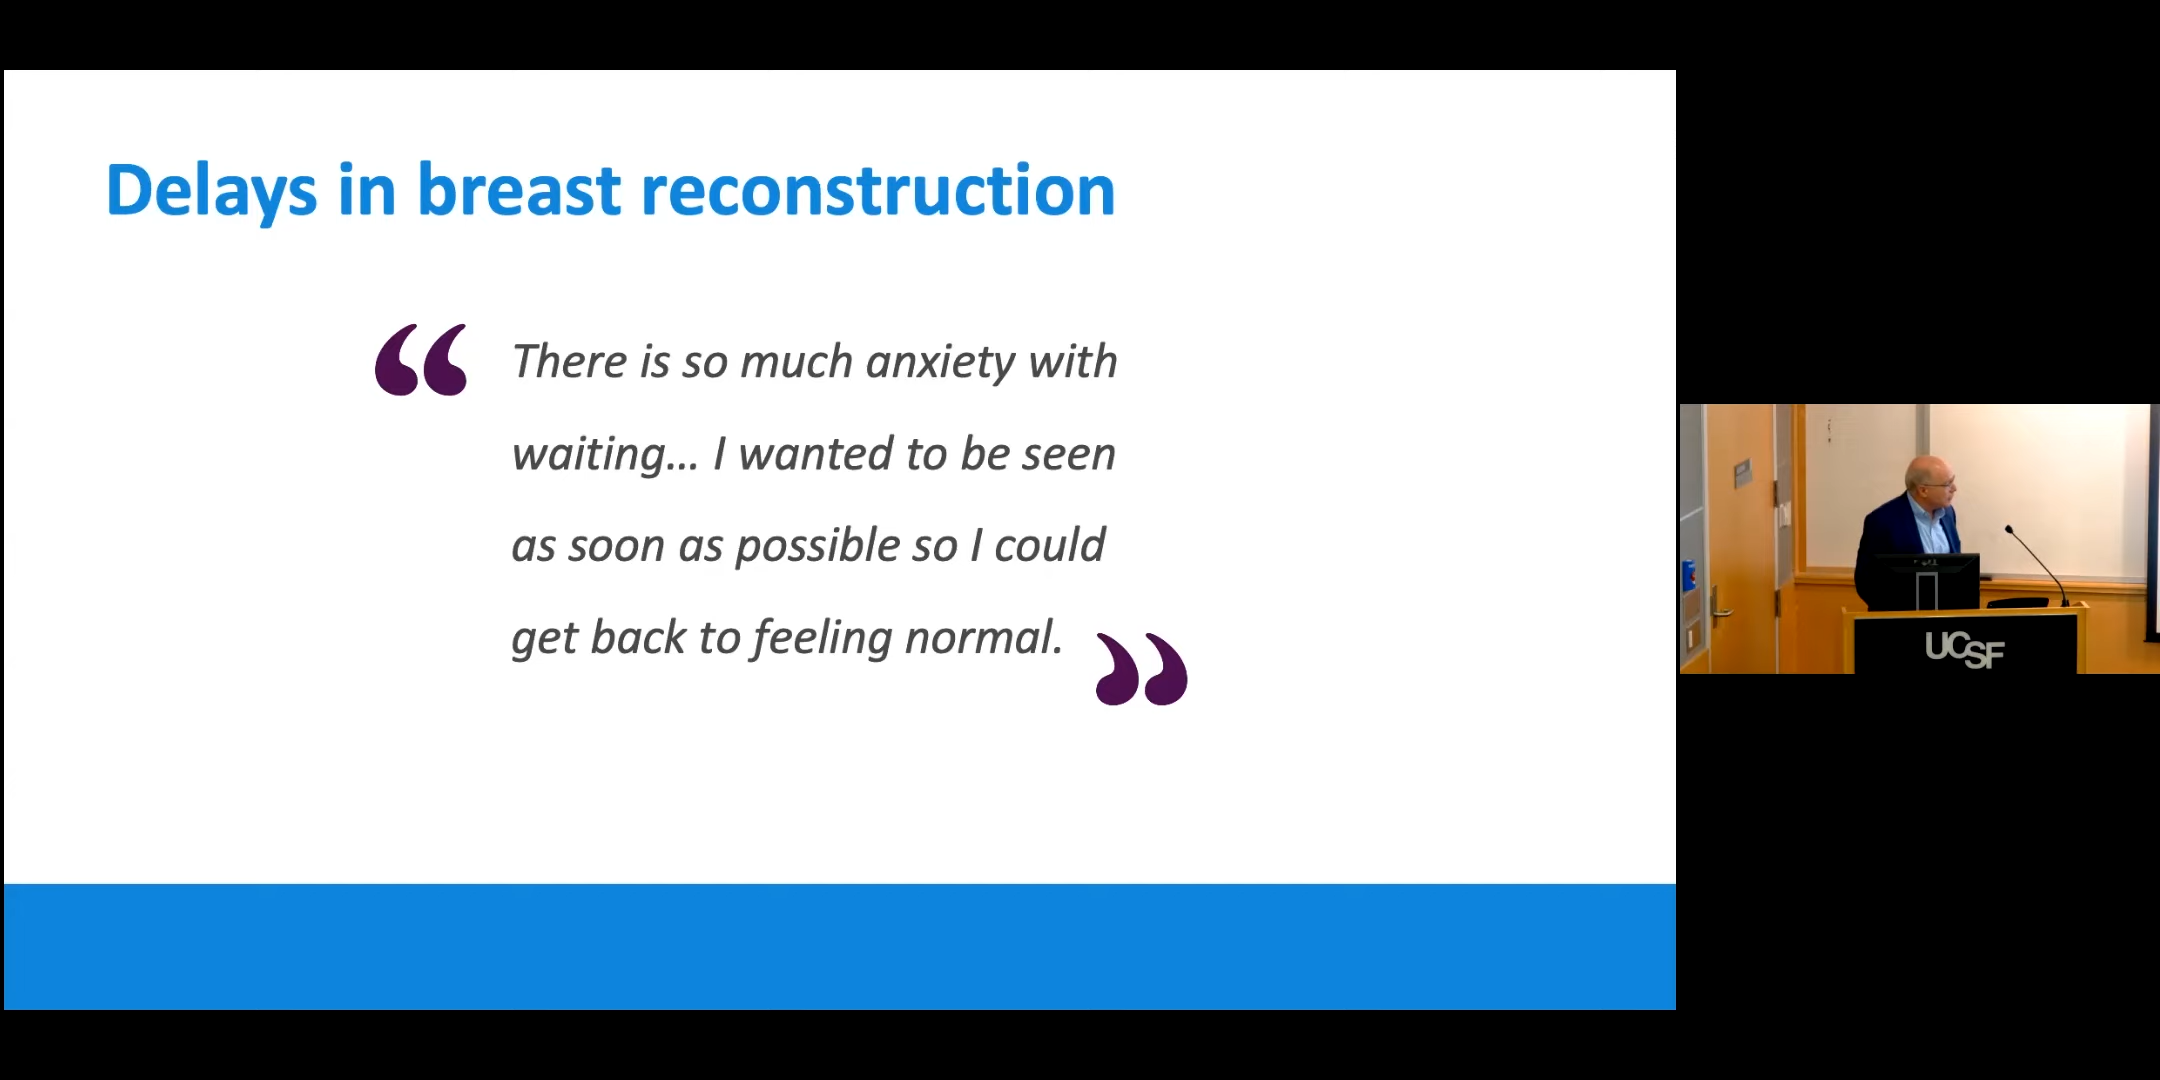 Delays in breast reconstruction
“ There is so much anxiety with
waiting... I wanted to be seen
as soon as possible so I could
get back to feeling normal. ”
UCSF